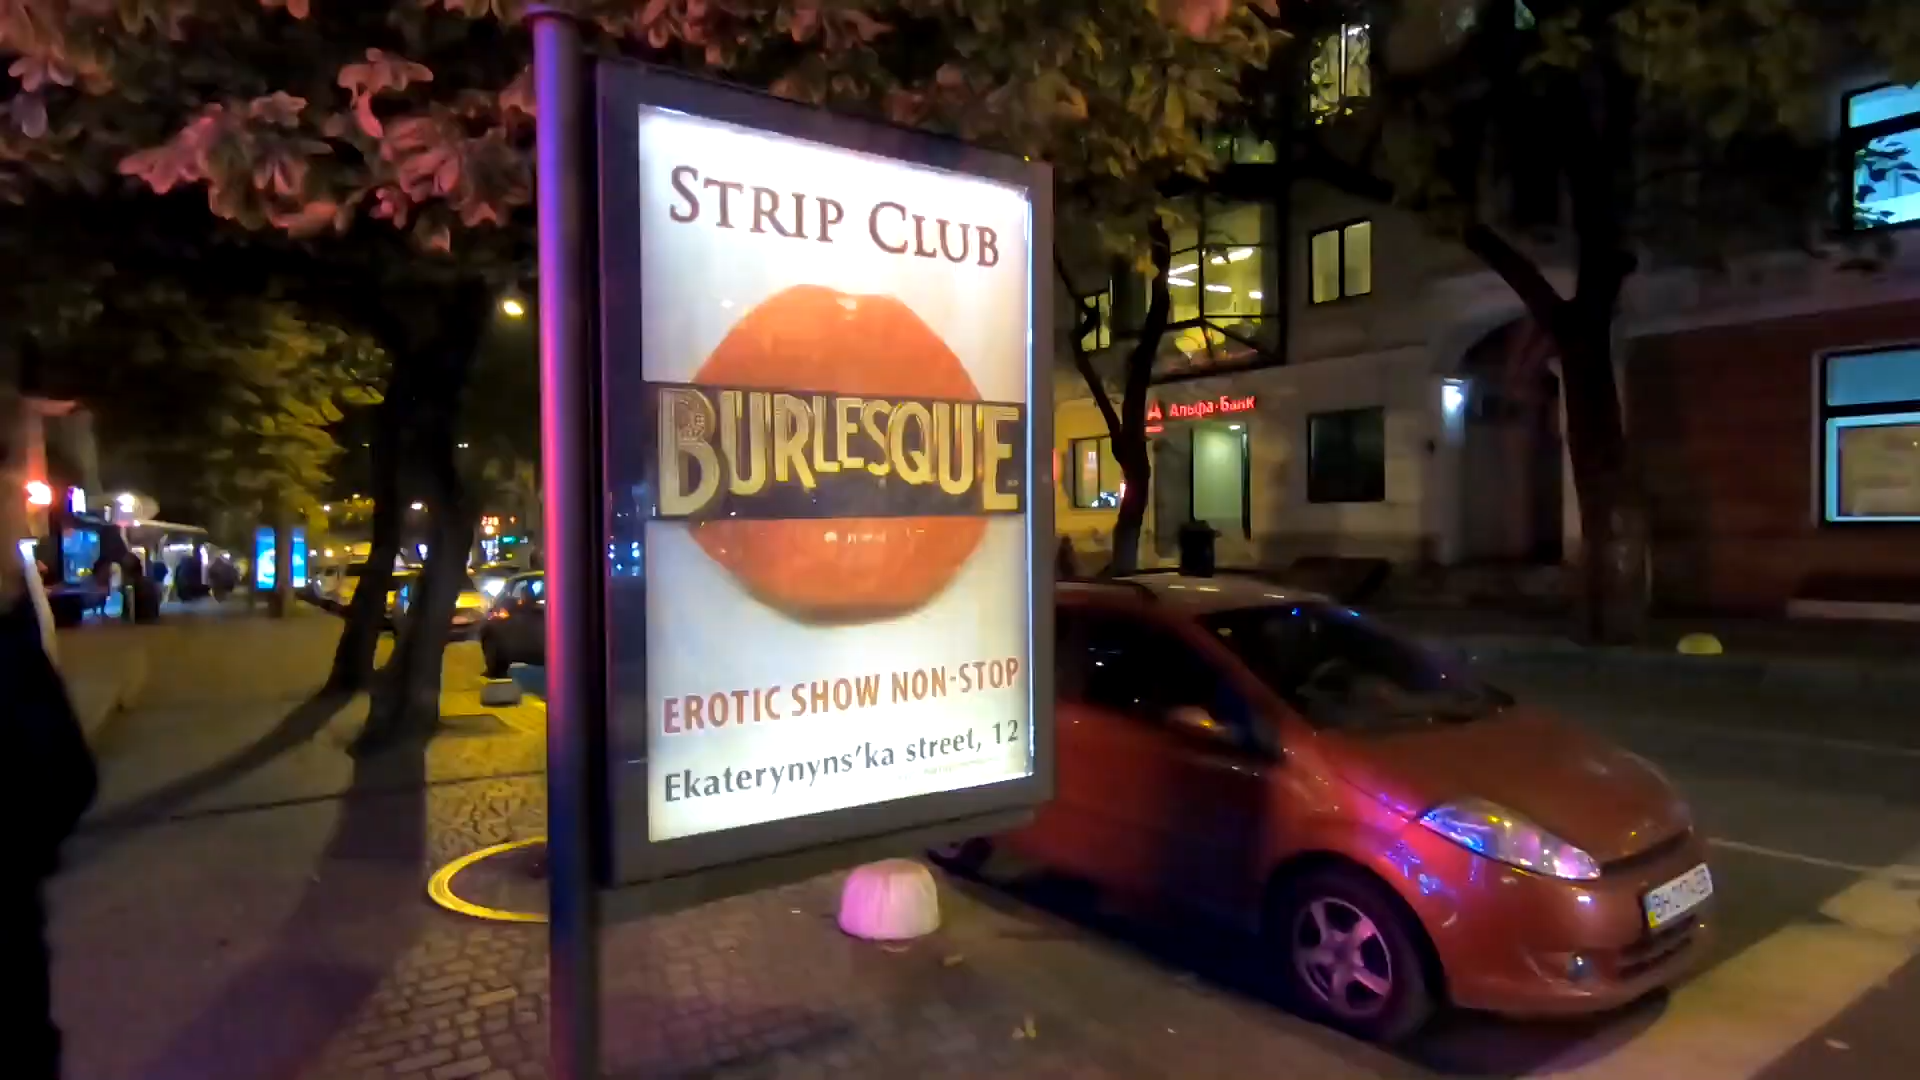 STRIP CLUB
BURLESQUE
EROTIC SHOW NON-STOP
Ekaterynyns'ka street, 12
Альфа·Банк